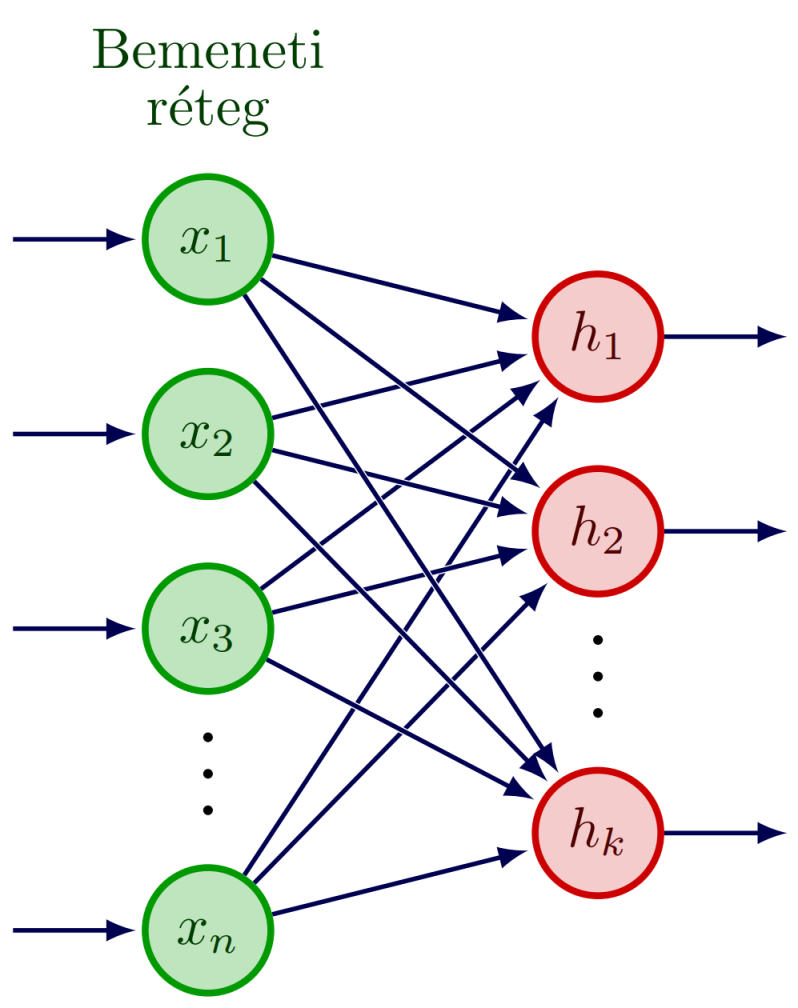 Bemeneti
réteg
x₁
h₁
x₂
h₂
x₃
hₖ
xₙ